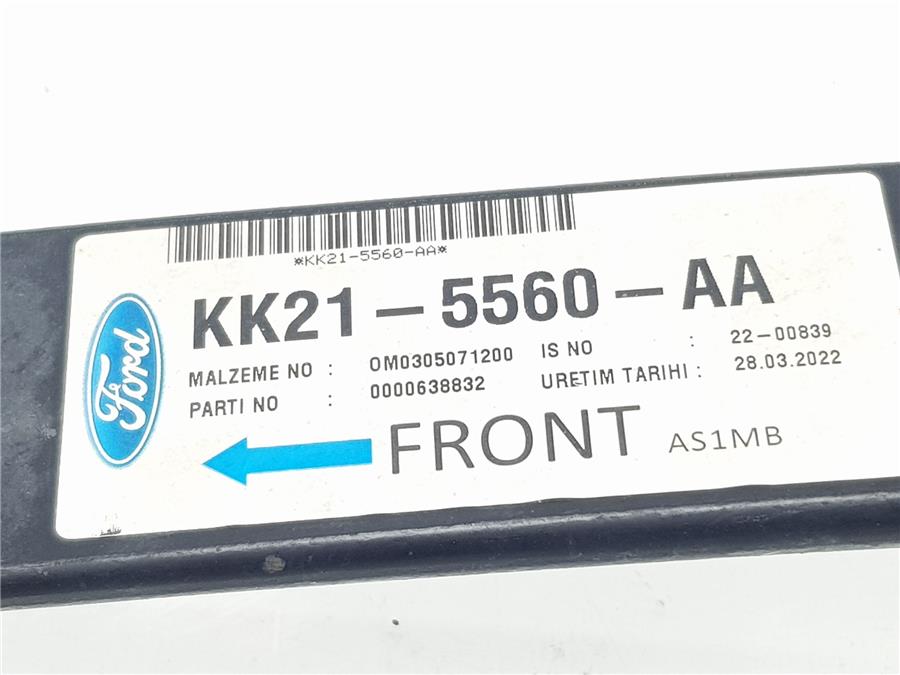 *KK21-5560-AA*
Ford
KK21-5560-AA
MALZEME NO : 0M0305071200 IS NO : 22-00839
PARTI NO : 0000638832 URETIM TARIHI : 28.03.2022
FRONT AS1MB